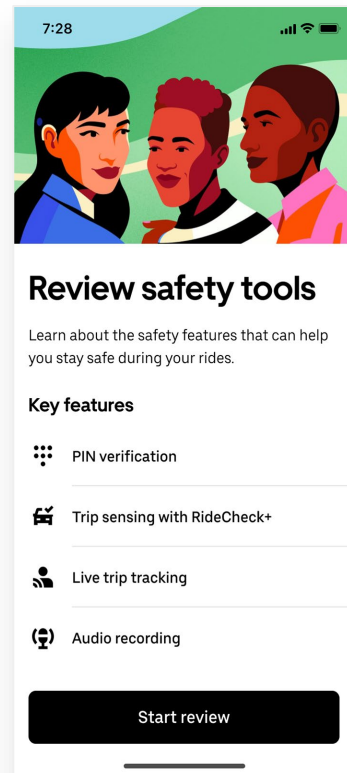 7:28
Review safety tools
Learn about the safety features that can help
you stay safe during your rides.
Key features
PIN verification
Trip sensing with RideCheck+
Live trip tracking
Audio recording
Start review